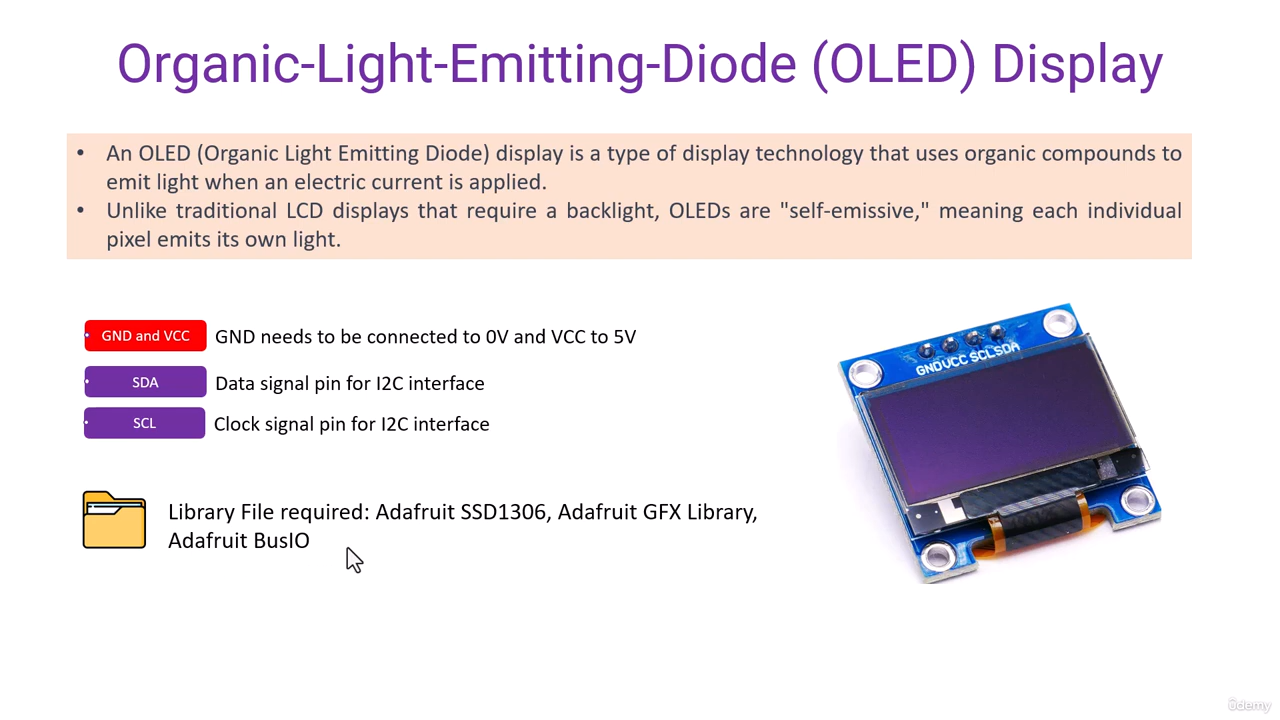 Organic-Light-Emitting-Diode (OLED) Display
• An OLED (Organic Light Emitting Diode) display is a type of display technology that uses organic compounds to
emit light when an electric current is applied.
• Unlike traditional LCD displays that require a backlight, OLEDs are "self-emissive," meaning each individual
pixel emits its own light.
GND and VCC GND needs to be connected to 0V and VCC to 5V
SDA Data signal pin for I2C interface
SCL Clock signal pin for I2C interface
GND VCC SCL SDA
Library File required: Adafruit SSD1306, Adafruit GFX Library,
Adafruit BusIO
ûdemy